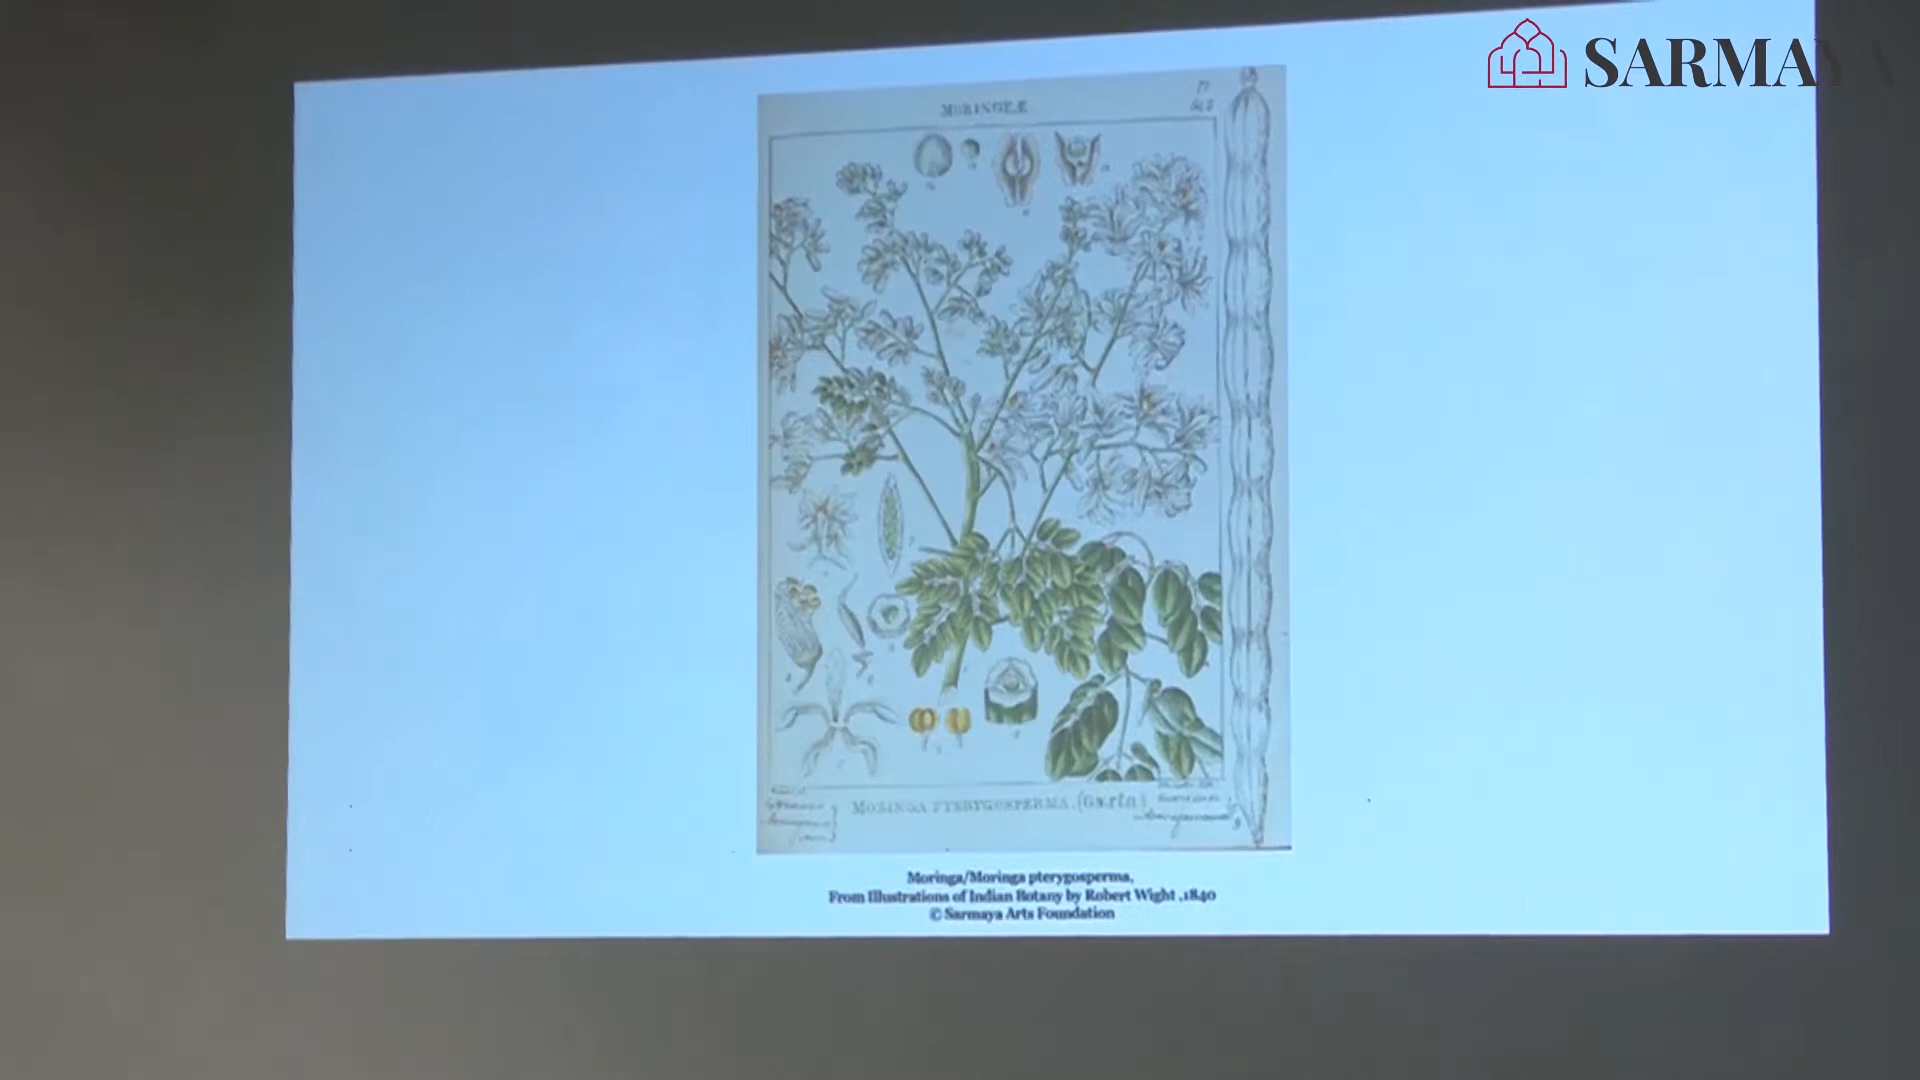 SARMAYA
MORINGEÆ
MORINGA PTERYGOSPERMA. (Gærtn)
Moringa/Moringa pterygosperma,
From Illustrations of Indian Botany by Robert Wight ,1840
© Sarmaya Arts Foundation